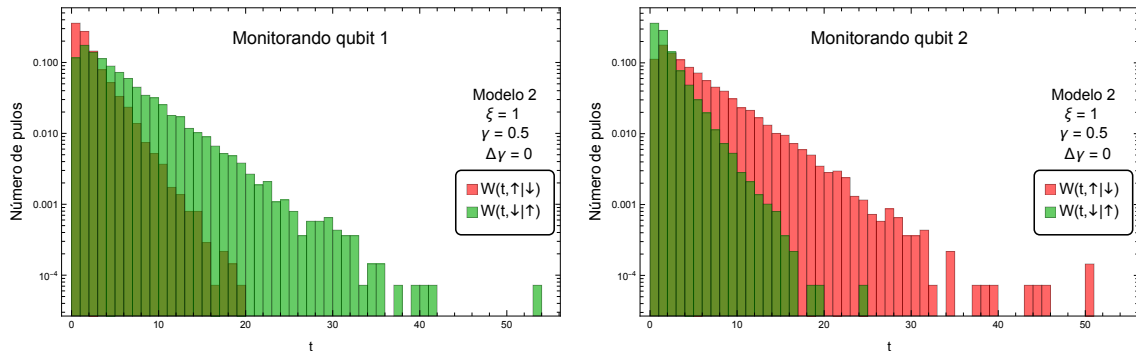 Monitorando qubit 1
Número de pulos
0.100
0.010
0.001
10⁻⁴
Modelo 2
ξ = 1
γ = 0.5
Δγ = 0
W(t,↑|↓)
W(t,↓|↑)
0 10 20 30 40 50
t
Monitorando qubit 2
Número de pulos
0.100
0.010
0.001
10⁻⁴
Modelo 2
ξ = 1
γ = 0.5
Δγ = 0
W(t,↑|↓)
W(t,↓|↑)
0 10 20 30 40 50
t